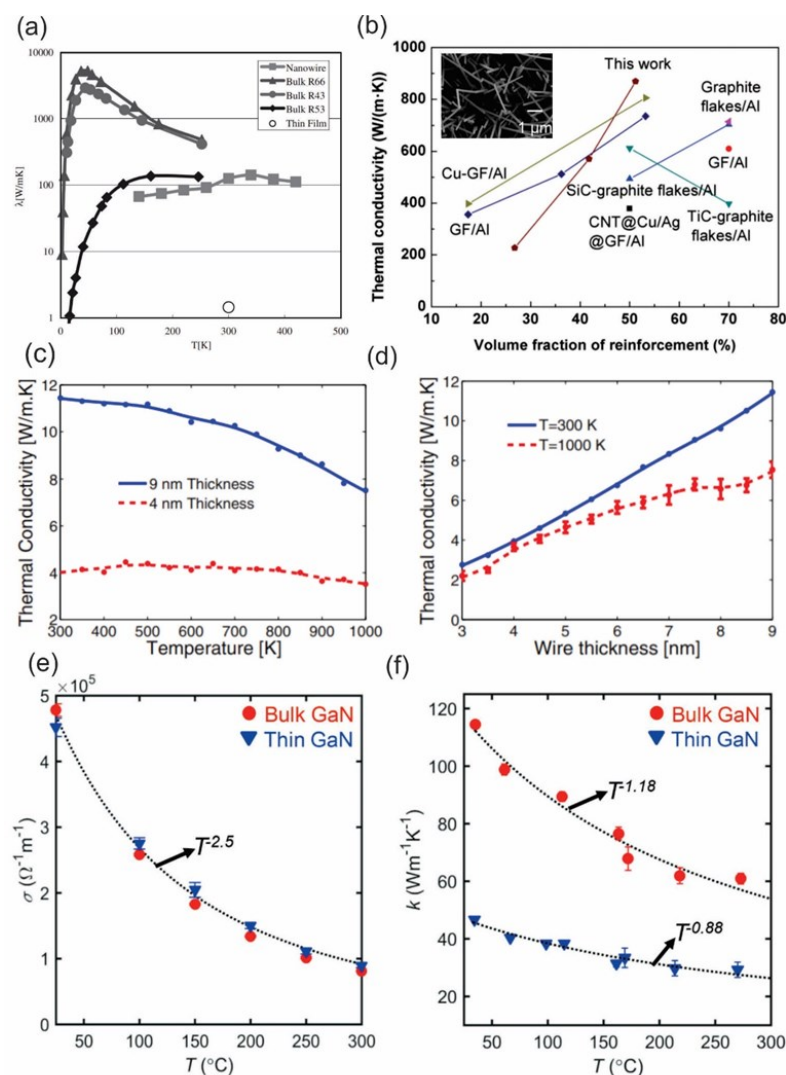 (a)
10000
1000
100
10
1
λ[W/mK]
Nanowire
Bulk R66
Bulk R43
Bulk R53
Thin Film
0
100
200
300
400
500
T[K]
(b)
1000
800
600
400
200
0
Thermal conductivity (W/(m·K))
1 μm
This work
Graphite
flakes/Al
Cu-GF/Al
GF/Al
SiC-graphite flakes/Al
GF/Al
CNT@Cu/Ag
@GF/Al
TiC-graphite
flakes/Al
10
20
30
40
50
60
70
80
Volume fraction of reinforcement (%)
(c)
12
10
8
6
4
2
Thermal Conductivity [W/m.K]
9 nm Thickness
4 nm Thickness
300
400
500
600
700
800
900
1000
Temperature [K]
(d)
12
10
8
6
4
2
0
Thermal conductivity [W/m.K]
T=300 K
T=1000 K
3
4
5
6
7
8
9
Wire thickness [nm]
(e)
×10⁵
5
4
3
2
1
0
σ (Ω⁻¹m⁻¹)
Bulk GaN
Thin GaN
T⁻²·⁵
50
100
150
200
250
300
T (°C)
(f)
120
100
80
60
40
20
k (Wm⁻¹K⁻¹)
Bulk GaN
Thin GaN
T⁻¹·¹⁸
T⁻⁰·⁸⁸
50
100
150
200
250
300
T (°C)